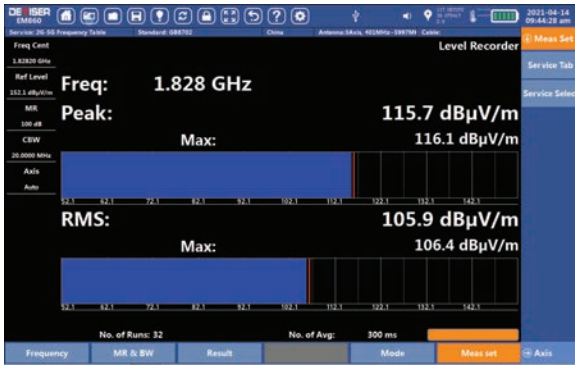 DEVISER
EM860
2021-04-14
09:44:28 am
Service: 2G-5G Frequency Table
Standard: GB8702
China
Antenna:3Axis, 401MHz-5997MHz
Cable:
Level Recorder
Freq Cent
1.82820 GHz
Ref Level
152.1 dBµV/m
MR
100 dB
CBW
20.0000 MHz
Axis
Auto
Freq: 1.828 GHz
Peak: 115.7 dBµV/m
Max: 116.1 dBµV/m
52.1 62.1 72.1 82.1 92.1 102.1 112.1 122.1 132.1 142.1
RMS: 105.9 dBµV/m
Max: 106.4 dBµV/m
52.1 62.1 72.1 82.1 92.1 102.1 112.1 122.1 132.1 142.1
No. of Runs: 32
No. of Avg: 300 ms
Meas Set
Service Tab
Service Selec
Frequency
MR & BW
Result
Mode
Meas set
Axis